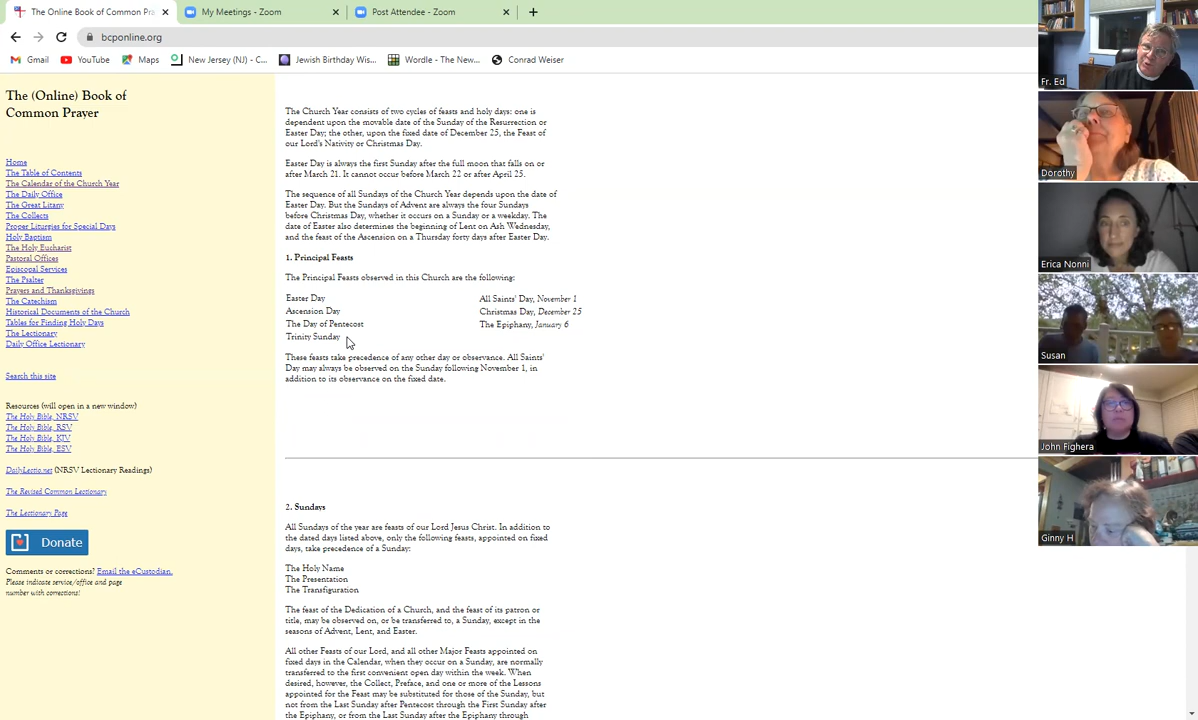 The Online Book of Common Pra
My Meetings - Zoom
Post Attendee - Zoom
bcponline.org
Gmail
YouTube
Maps
New Jersey (NJ) - C...
Jewish Birthday Wis...
Wordle - The New...
Conrad Weiser
The (Online) Book of
Common Prayer
Home
The Table of Contents
The Calendar of the Church Year
The Daily Office
The Great Litany
The Collects
Proper Liturgies for Special Days
Holy Baptism
The Holy Eucharist
Pastoral Offices
Episcopal Services
The Psalter
Prayers and Thanksgivings
The Catechism
Historical Documents of the Church
Tables for Finding Holy Days
The Lectionary
Daily Office Lectionary
Search this site
Resources (will open in a new window)
The Holy Bible, NRSV
The Holy Bible, RSV
The Holy Bible, KJV
The Holy Bible, ESV
DailyLectio.net (NRSV Lectionary Readings)
The Revised Common Lectionary
The Lectionary Page
Donate
Comments or corrections? Email the eCustodian.
Please indicate service/office and page
number with corrections!
The Church Year consists of two cycles of feasts and holy days: one is
dependent upon the movable date of the Sunday of the Resurrection or
Easter Day; the other, upon the fixed date of December 25, the Feast of
our Lord's Nativity or Christmas Day.
Easter Day is always the first Sunday after the full moon that falls on or
after March 21. It cannot occur before March 22 or after April 25.
The sequence of all Sundays of the Church Year depends upon the date of
Easter Day. But the Sundays of Advent are always the four Sundays
before Christmas Day, whether it occurs on a Sunday or a weekday. The
date of Easter also determines the beginning of Lent on Ash Wednesday,
and the feast of the Ascension on a Thursday forty days after Easter Day.
1. Principal Feasts
The Principal Feasts observed in this Church are the following:
Easter Day
Ascension Day
The Day of Pentecost
Trinity Sunday
All Saints' Day, November 1
Christmas Day, December 25
The Epiphany, January 6
These feasts take precedence of any other day or observance. All Saints'
Day may always be observed on the Sunday following November 1, in
addition to its observance on the fixed date.
2. Sundays
All Sundays of the year are feasts of our Lord Jesus Christ. In addition to
the dated days listed above, only the following feasts, appointed on fixed
days, take precedence of a Sunday:
The Holy Name
The Presentation
The Transfiguration
The feast of the Dedication of a Church, and the feast of its patron or
title, may be observed on, or be transferred to, a Sunday, except in the
seasons of Advent, Lent, and Easter.
All other Feasts of our Lord, and all other Major Feasts appointed on
fixed days in the Calendar, when they occur on a Sunday, are normally
transferred to the first convenient open day within the week. When
desired, however, the Collect, Preface, and one or more of the Lessons
appointed for the Feast may be substituted for those of the Sunday, but
not from the Last Sunday after Pentecost through the First Sunday after
the Epiphany, or from the Last Sunday after the Epiphany through
Fr. Ed
Dorothy
Erica Nonni
Susan
John Fighera
Ginny H